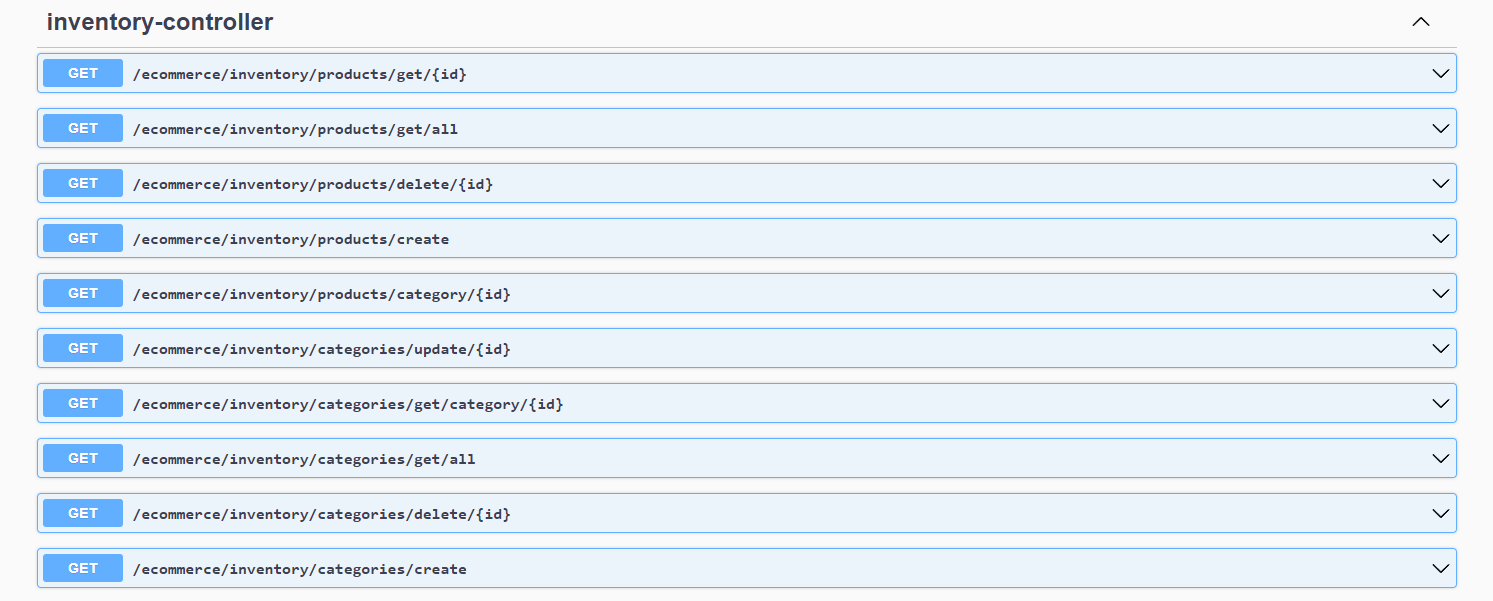 inventory-controller
GET /ecommerce/inventory/products/get/{id}
GET /ecommerce/inventory/products/get/all
GET /ecommerce/inventory/products/delete/{id}
GET /ecommerce/inventory/products/create
GET /ecommerce/inventory/products/category/{id}
GET /ecommerce/inventory/categories/update/{id}
GET /ecommerce/inventory/categories/get/category/{id}
GET /ecommerce/inventory/categories/get/all
GET /ecommerce/inventory/categories/delete/{id}
GET /ecommerce/inventory/categories/create